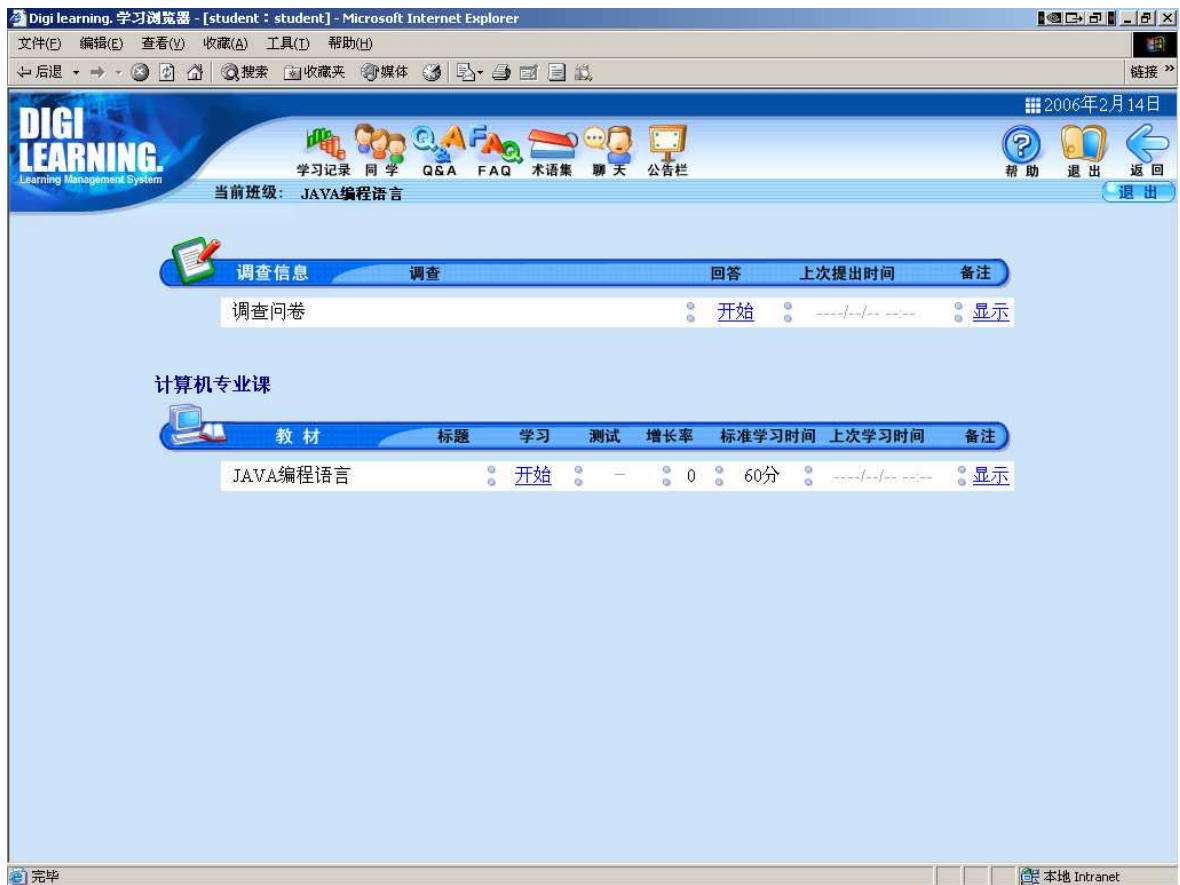 Digi learning. 学习浏览器 - [student：student] - Microsoft Internet Explorer
文件(F) 编辑(E) 查看(V) 收藏(A) 工具(T) 帮助(H)
后退 搜索 收藏夹 媒体 链接 »
2006年2月14日
DIGI
LEARNING.
Learning Management System
学习记录 同 学 Q&A FAQ 术语集 聊 天 公告栏 帮 助 退 出 返 回
当前班级： JAVA编程语言 退 出
调查信息 调查 回答 上次提出时间 备注
调查问卷 开始 ----/--/-- --:-- 显示
计算机专业课
教 材 标题 学习 测试 增长率 标准学习时间 上次学习时间 备注
JAVA编程语言 开始 － 0 60分 ----/--/-- --:-- 显示
完毕 本地 Intranet